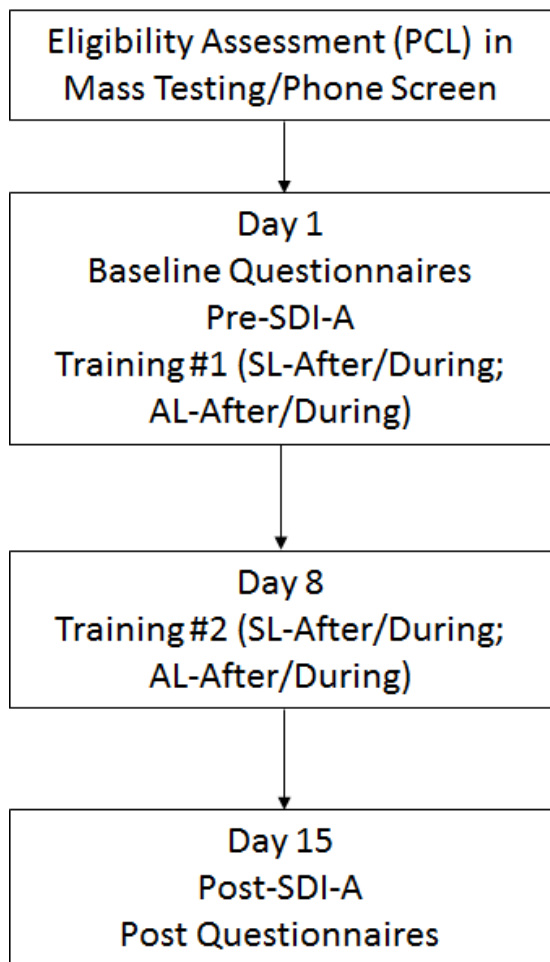 Eligibility Assessment (PCL) in
Mass Testing/Phone Screen
Day 1
Baseline Questionnaires
Pre-SDI-A
Training #1 (SL-After/During;
AL-After/During)
Day 8
Training #2 (SL-After/During;
AL-After/During)
Day 15
Post-SDI-A
Post Questionnaires